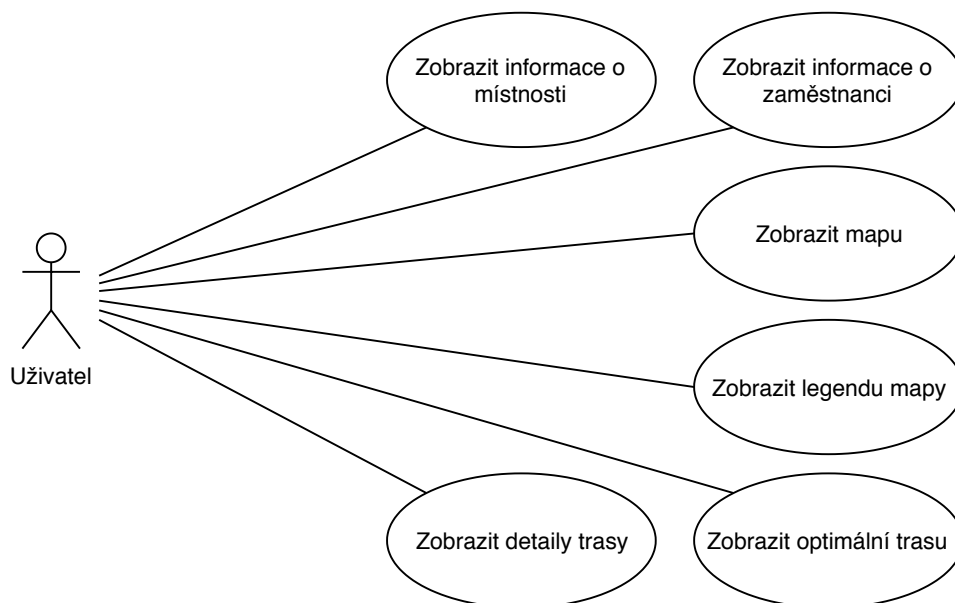 Zobrazit informace o
místnosti
Zobrazit informace o
zaměstnanci
Zobrazit mapu
Uživatel
Zobrazit legendu mapy
Zobrazit detaily trasy
Zobrazit optimální trasu